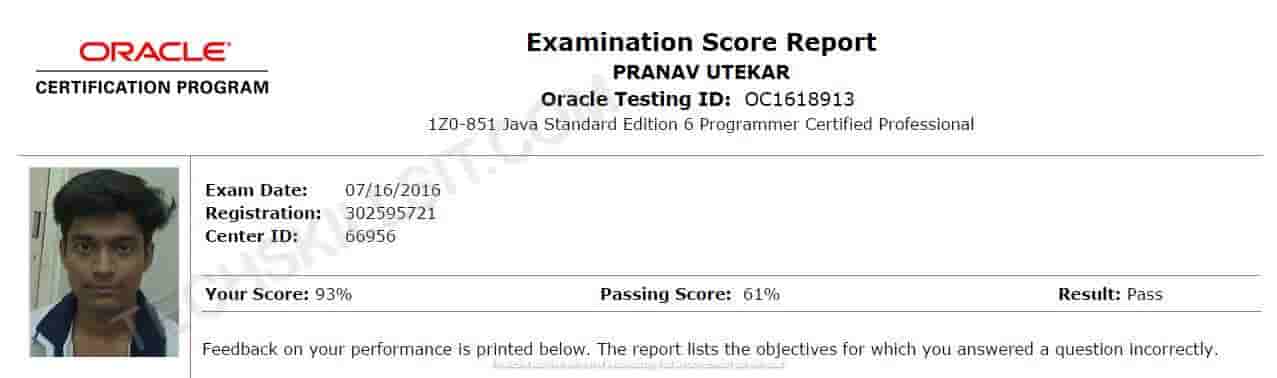 ORACLE
CERTIFICATION PROGRAM
Examination Score Report
PRANAV UTEKAR
Oracle Testing ID: OC1618913
1Z0-851 Java Standard Edition 6 Programmer Certified Professional
Exam Date: 07/16/2016
Registration: 302595721
Center ID: 66956
Your Score: 93% Passing Score: 61% Result: Pass
Feedback on your performance is printed below. The report lists the objectives for which you answered a question incorrectly.